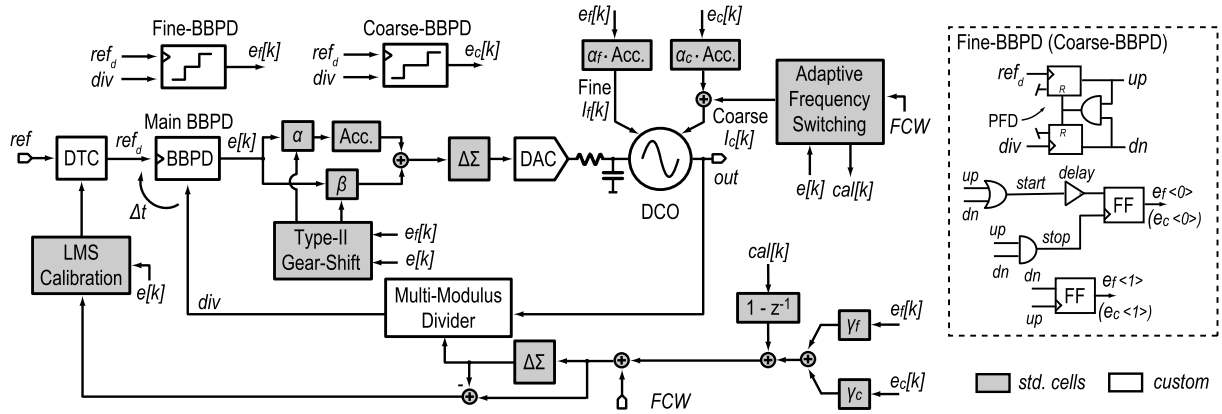 Fine-BBPD
ref_d
div
e_f[k]
Coarse-BBPD
ref_d
div
e_c[k]
e_f[k]
α_f · Acc.
Fine
I_f[k]
e_c[k]
α_c · Acc.
Coarse
I_c[k]
Adaptive
Frequency
Switching
FCW
e[k]
cal[k]
ref
DTC
ref_d
Main BBPD
BBPD
e[k]
Δt
α
Acc.
β
ΔΣ
DAC
DCO
out
Type-II
Gear-Shift
e_f[k]
e[k]
LMS
Calibration
e[k]
div
Multi-Modulus
Divider
ΔΣ
-
FCW
cal[k]
1 - z⁻¹
γ_f
e_f[k]
γ_c
e_c[k]
Fine-BBPD (Coarse-BBPD)
ref_d
R
up
PFD
R
div
dn
up
dn
start
delay
FF
e_f <0>
(e_c <0>)
up
dn
stop
dn
up
FF
e_f <1>
(e_c <1>)
std. cells
custom